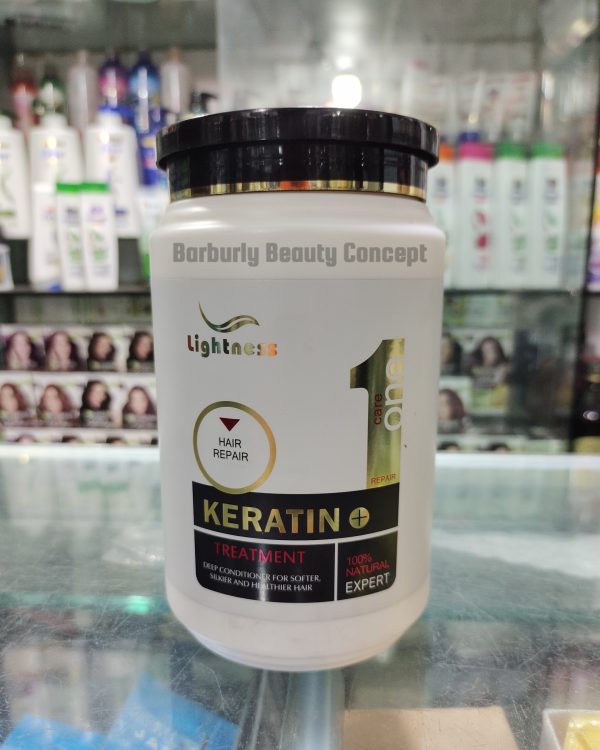 Barburly Beauty Concept
Lightness
1
care
one
REPAIR
HAIR
REPAIR
KERATIN +
TREATMENT
DEEP CONDITIONER FOR SOFTER,
SILKIER AND HEALTHIER HAIR
100%
NATURAL
EXPERT